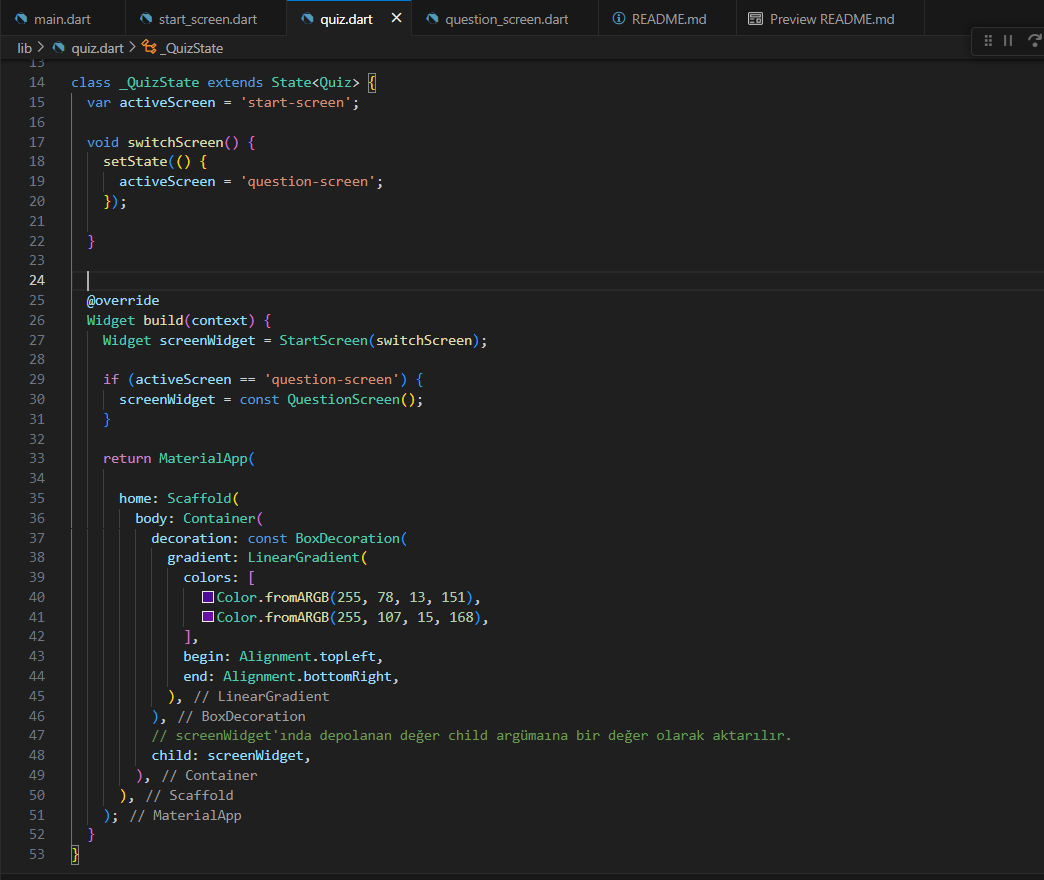 main.dart start_screen.dart quiz.dart question_screen.dart README.md Preview README.md
lib > quiz.dart > _QuizState
13
14 class _QuizState extends State<Quiz> {
15   var activeScreen = 'start-screen';
16
17   void switchScreen() {
18     setState(() {
19       activeScreen = 'question-screen';
20     });
21
22   }
23
24
25   @override
26   Widget build(context) {
27     Widget screenWidget = StartScreen(switchScreen);
28
29     if (activeScreen == 'question-screen') {
30       screenWidget = const QuestionScreen();
31     }
32
33     return MaterialApp(
34
35       home: Scaffold(
36         body: Container(
37           decoration: const BoxDecoration(
38             gradient: LinearGradient(
39               colors: [
40                 Color.fromARGB(255, 78, 13, 151),
41                 Color.fromARGB(255, 107, 15, 168),
42               ],
43               begin: Alignment.topLeft,
44               end: Alignment.bottomRight,
45             ), // LinearGradient
46           ), // BoxDecoration
47           // screenWidget'ında depolanan değer child argümaına bir değer olarak aktarılır.
48           child: screenWidget,
49         ), // Container
50       ), // Scaffold
51     ); // MaterialApp
52   }
53 }